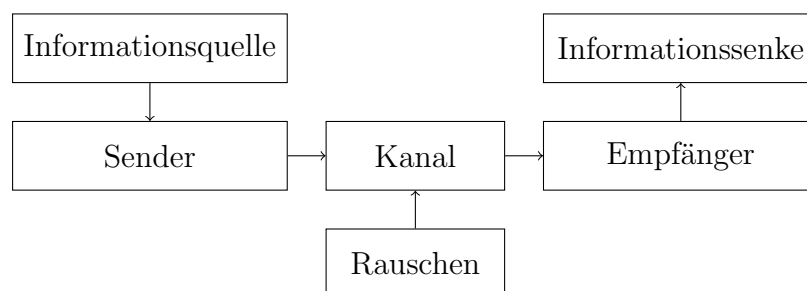 Informationsquelle
Informationssenke
Sender
Kanal
Empfänger
Rauschen